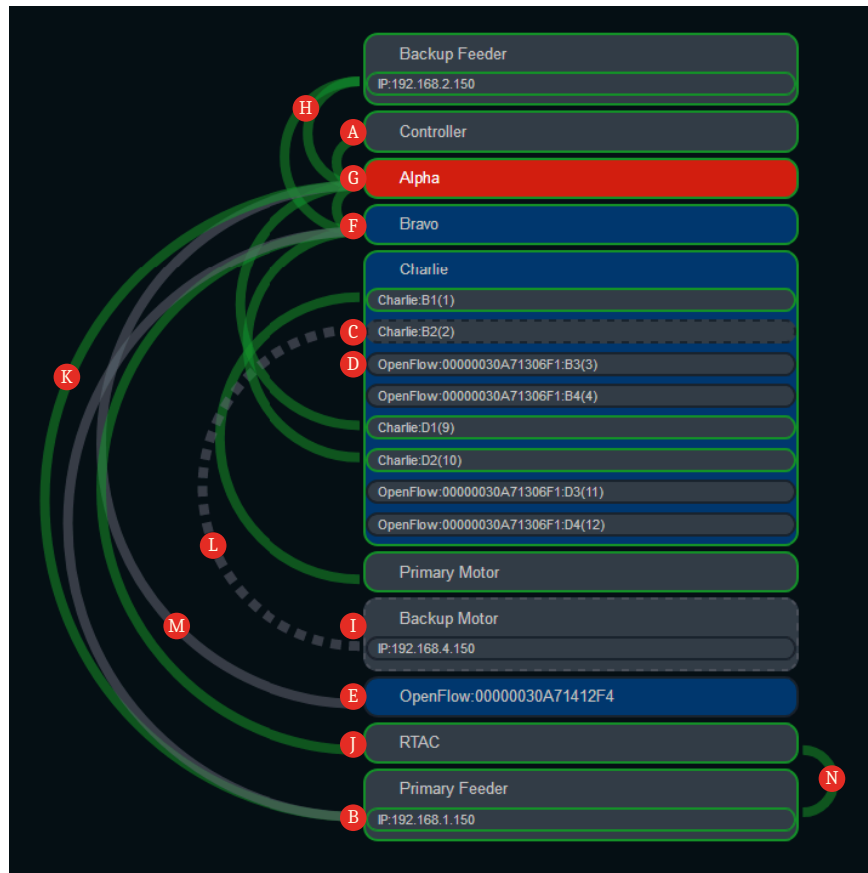 Backup Feeder
IP:192.168.2.150
H
A Controller
G Alpha
F Bravo
Charlie
Charlie:B1(1)
C Charlie:B2(2)
D OpenFlow:00000030A71306F1:B3(3)
K
OpenFlow:00000030A71306F1:B4(4)
Charlie:D1(9)
Charlie:D2(10)
OpenFlow:00000030A71306F1:D3(11)
OpenFlow:00000030A71306F1:D4(12)
L
Primary Motor
I Backup Motor
M
IP:192.168.4.150
E OpenFlow:00000030A71412F4
J RTAC
N
Primary Feeder
B IP:192.168.1.150